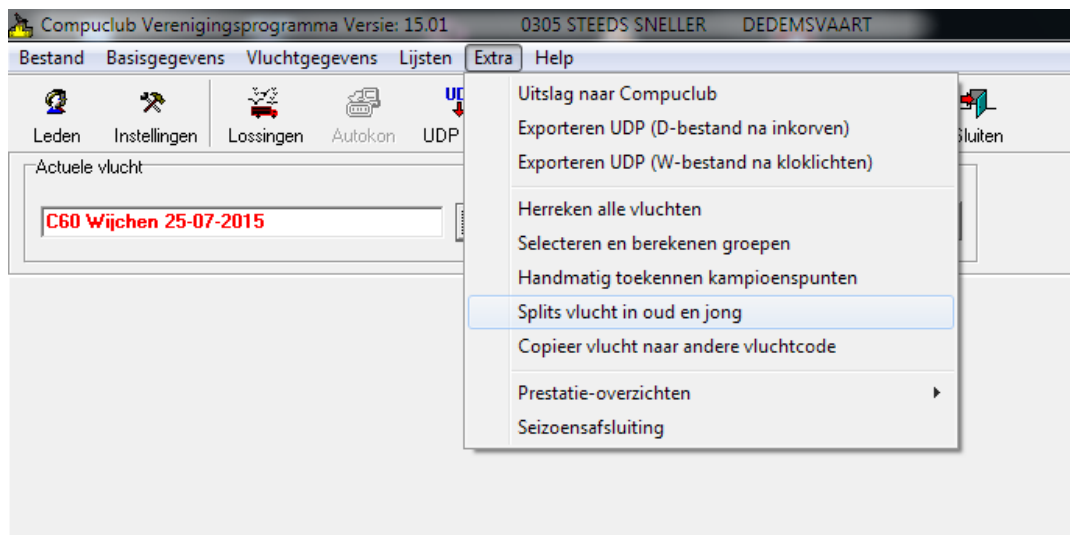 Compuclub Verenigingsprogramma Versie: 15.01 0305 STEEDS SNELLER DEDEMSVAART
Bestand Basisgegevens Vluchtgegevens Lijsten Extra Help
Leden Instellingen Lossingen Autokon UDP Sluiten
Actuele vlucht
C60 Wijchen 25-07-2015
Uitslag naar Compuclub
Exporteren UDP (D-bestand na inkorven)
Exporteren UDP (W-bestand na kloklichten)
Herreken alle vluchten
Selecteren en berekenen groepen
Handmatig toekennen kampioenspunten
Splits vlucht in oud en jong
Copieer vlucht naar andere vluchtcode
Prestatie-overzichten
Seizoensafsluiting